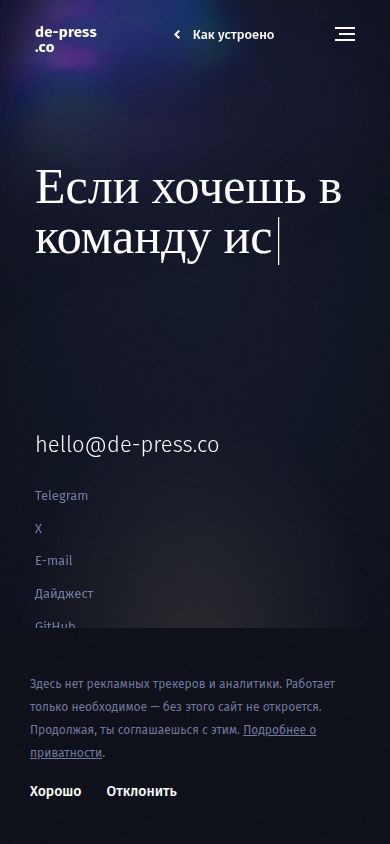 de-press
.co
Как устроено
Если хочешь в
команду ис
hello@de-press.co
Telegram
X
E-mail
Дайджест
GitHub
Здесь нет рекламных трекеров и аналитики. Работает
только необходимое — без этого сайт не откроется.
Продолжая, ты соглашаешься с этим. Подробнее о
приватности.
Хорошо Отклонить